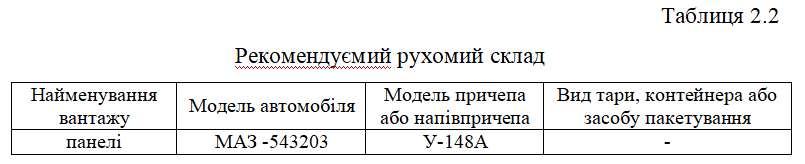 Таблиця 2.2
Рекомендуємий рухомий склад
Найменування вантажу
Модель автомобіля
Модель причепа або напівпричепа
Вид тари, контейнера або засобу пакетування
панелі
МАЗ -543203
У-148А
-